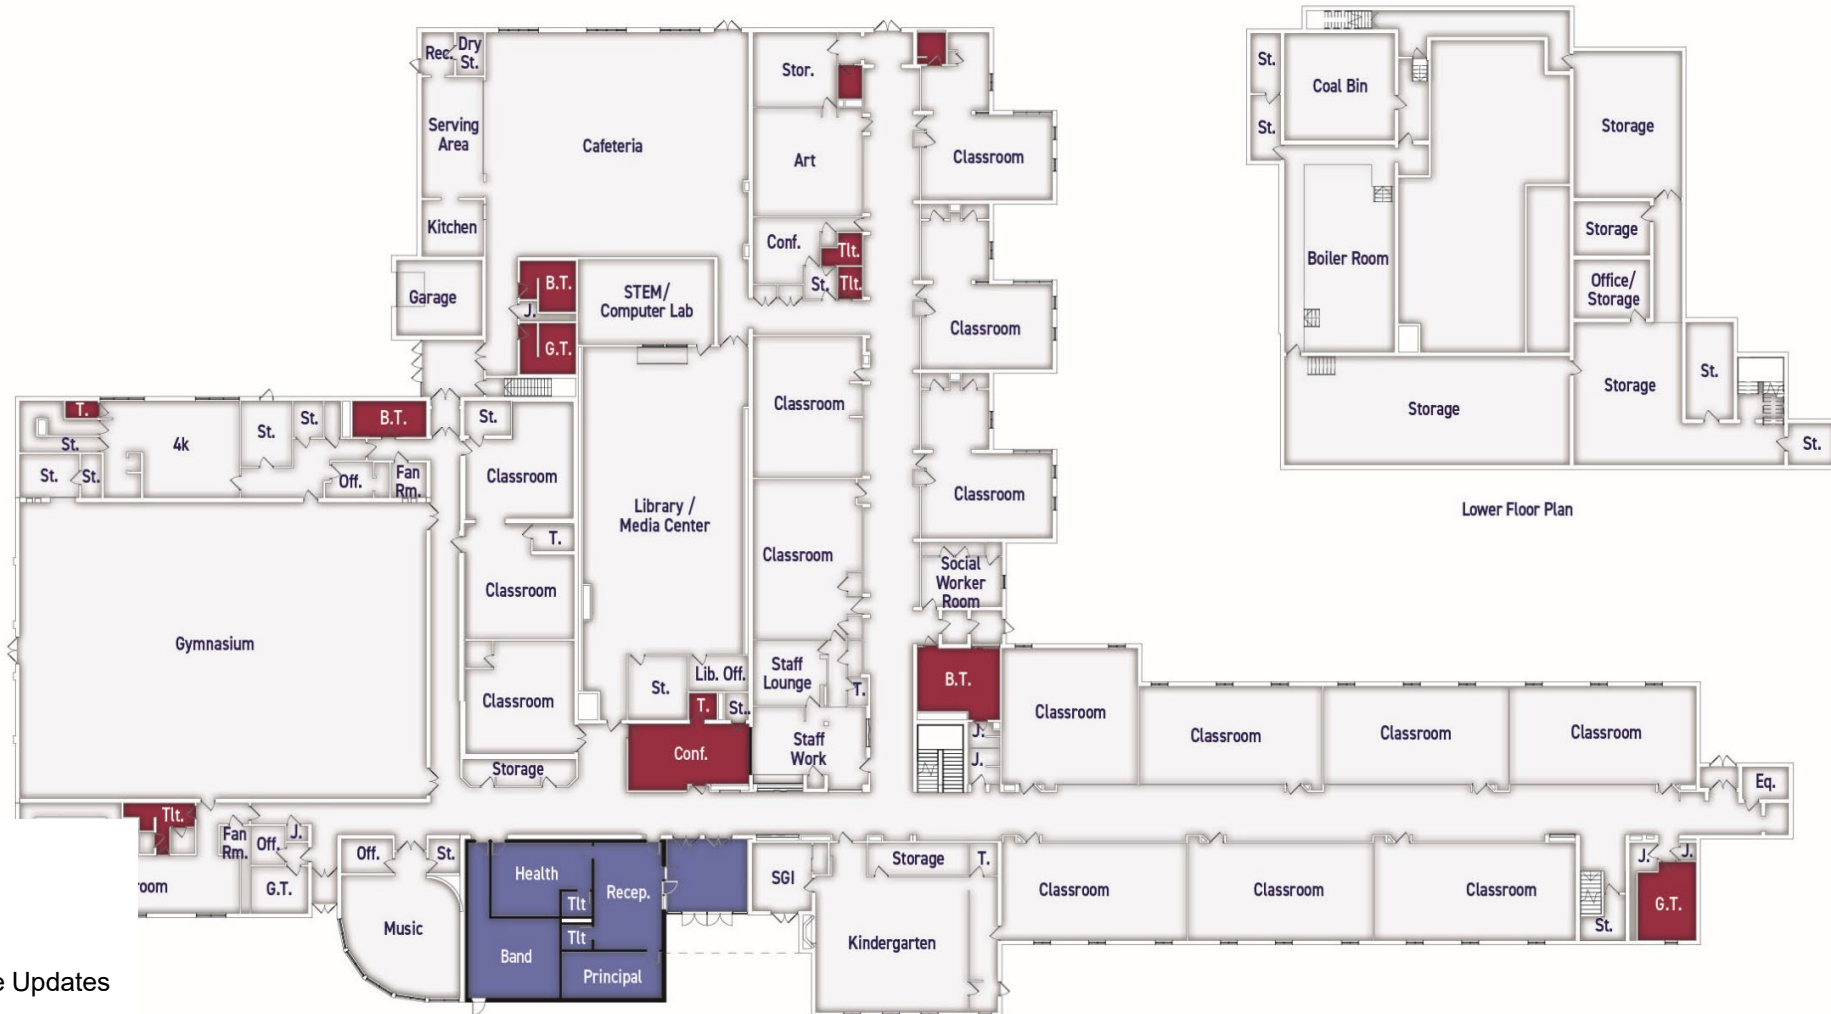 Rec.
Dry
St.
Serving
Area
Cafeteria
Kitchen
Garage
B.T.
J.
G.T.
STEM/
Computer Lab
Stor.
Art
Conf.
Tlt.
St.
Tlt.
Classroom
Classroom
Classroom
Classroom
Classroom
Social
Worker
Room
St.
St.
Coal Bin
Boiler Room
Storage
Storage
Office/
Storage
Storage
Storage
St.
St.
Lower Floor Plan
T.
St.
St.
St.
4k
St.
St.
B.T.
Off.
Fan
Rm.
Gymnasium
St.
Classroom
T.
Classroom
Classroom
Storage
Library /
Media Center
St.
Lib. Off.
T.
St..
Conf.
Staff
Lounge
T.
Staff
Work
B.T.
J.
J.
Classroom
Classroom
Classroom
Classroom
Eq.
Tlt.
room
Fan
Rm.
Off.
J.
G.T.
Off.
St.
Music
Health
Tlt
Recep.
Tlt
Band
Principal
SGI
Storage
T.
Kindergarten
Classroom
Classroom
Classroom
St.
J.
J.
G.T.
Updates